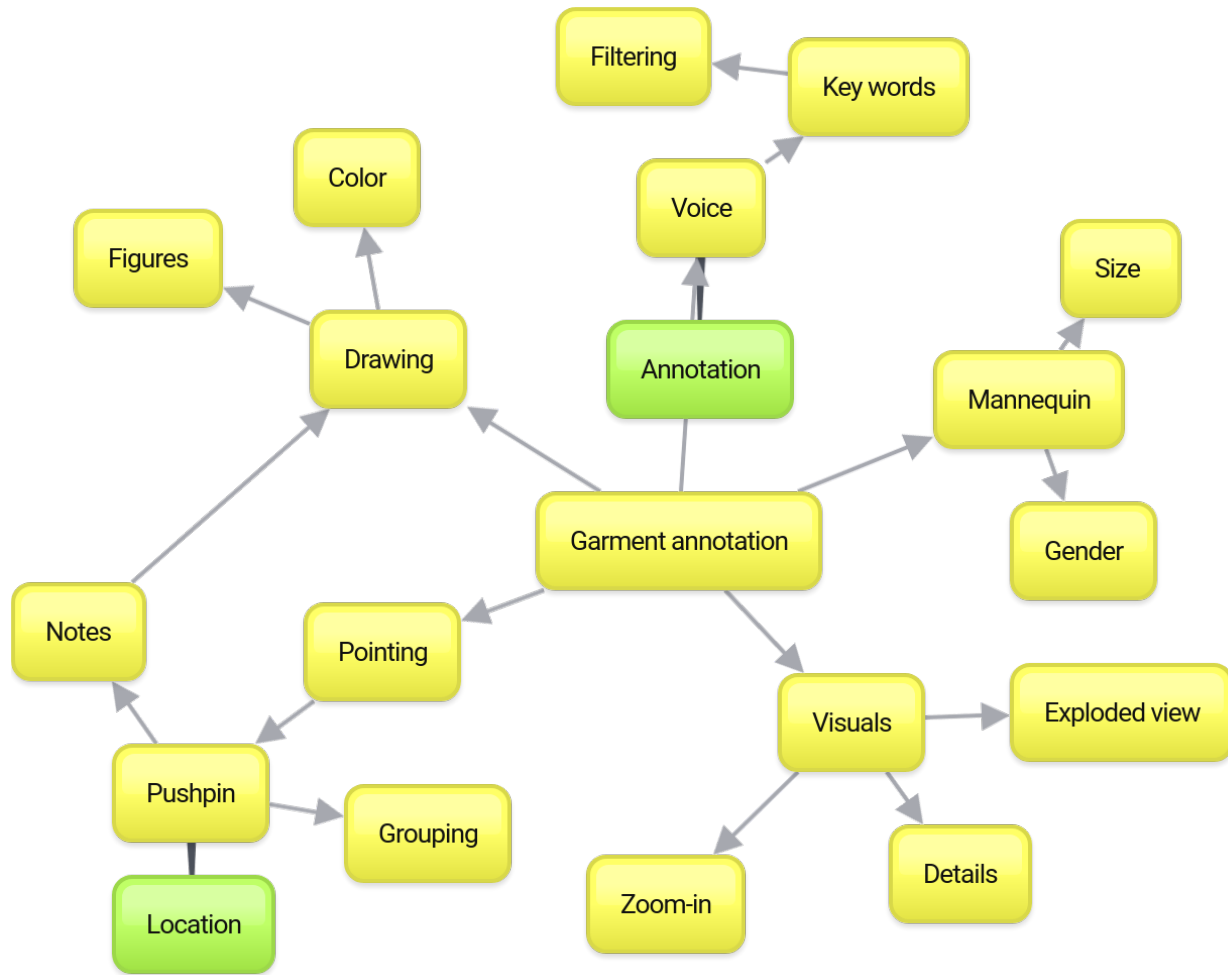 Filtering
Key words
Color
Voice
Figures
Size
Drawing
Annotation
Mannequin
Garment annotation
Gender
Notes
Pointing
Visuals
Exploded view
Pushpin
Grouping
Details
Zoom-in
Location